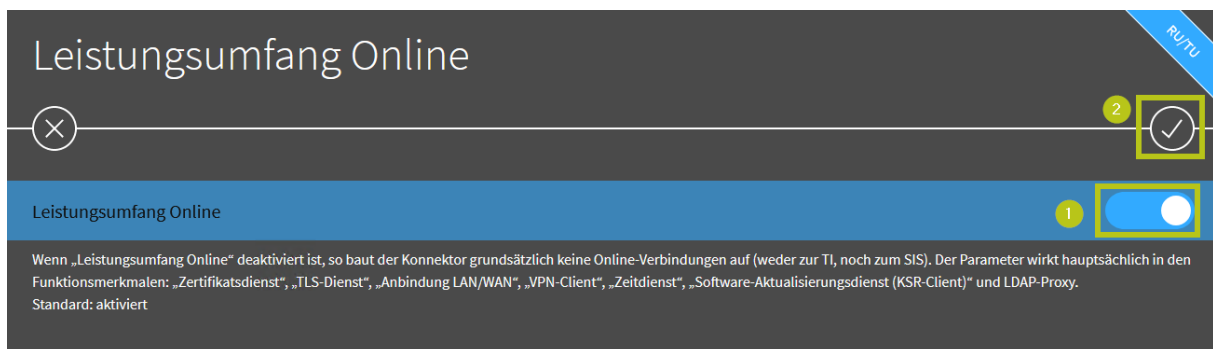 Leistungsumfang Online
RU/TU
2
Leistungsumfang Online
1
Wenn „Leistungsumfang Online“ deaktiviert ist, so baut der Konnektor grundsätzlich keine Online-Verbindungen auf (weder zur TI, noch zum SIS). Der Parameter wirkt hauptsächlich in den
Funktionsmerkmalen: „Zertifikatsdienst“, „TLS-Dienst“, „Anbindung LAN/WAN“, „VPN-Client“, „Zeitdienst“, „Software-Aktualisierungsdienst (KSR-Client)“ und LDAP-Proxy.
Standard: aktiviert